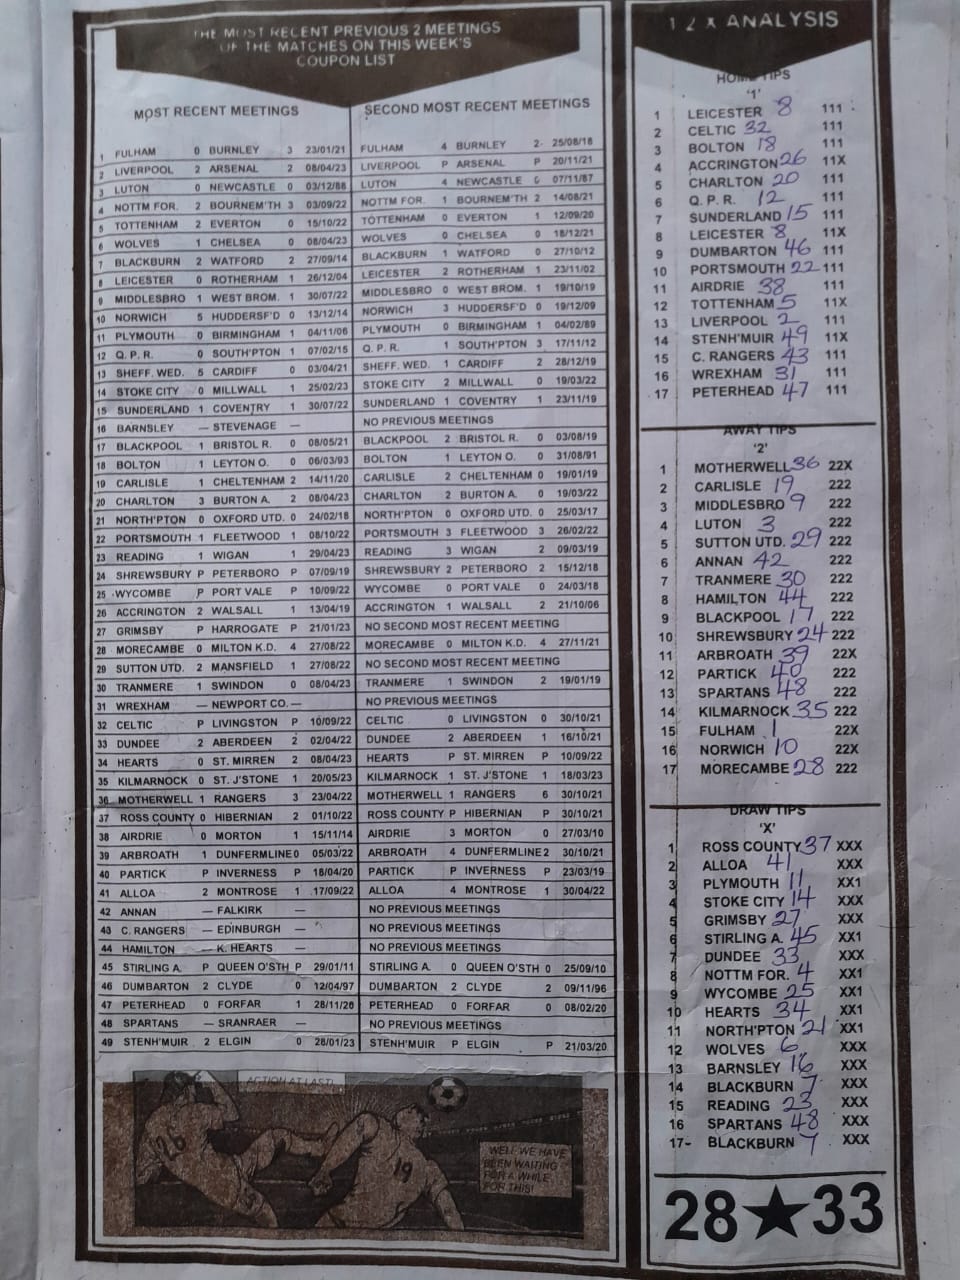 THE MOST RECENT PREVIOUS 2 MEETINGS
OF THE MATCHES ON THIS WEEK'S
COUPON LIST
MOST RECENT MEETINGS SECOND MOST RECENT MEETINGS
1 FULHAM 0 BURNLEY 3 23/01/21 FULHAM 4 BURNLEY 2 25/08/18
2 LIVERPOOL 2 ARSENAL 2 08/04/23 LIVERPOOL P ARSENAL P 20/11/21
3 LUTON 0 NEWCASTLE 0 03/12/88 LUTON 4 NEWCASTLE 0 07/11/87
4 NOTTM FOR. 2 BOURNEM'TH 3 03/09/22 NOTTM FOR. 1 BOURNEM'TH 2 14/08/21
5 TOTTENHAM 2 EVERTON 0 15/10/22 TOTTENHAM 0 EVERTON 1 12/09/20
6 WOLVES 1 CHELSEA 0 08/04/23 WOLVES 0 CHELSEA 0 18/12/21
7 BLACKBURN 2 WATFORD 2 27/09/14 BLACKBURN 1 WATFORD 0 27/10/12
8 LEICESTER 0 ROTHERHAM 1 26/12/04 LEICESTER 2 ROTHERHAM 1 23/11/02
9 MIDDLESBRO 1 WEST BROM. 1 30/07/22 MIDDLESBRO 0 WEST BROM. 1 19/10/19
10 NORWICH 5 HUDDERSF'D 0 13/12/14 NORWICH 3 HUDDERSF'D 0 19/12/09
11 PLYMOUTH 0 BIRMINGHAM 1 04/11/06 PLYMOUTH 0 BIRMINGHAM 1 04/02/89
12 Q. P. R. 0 SOUTH'PTON 1 07/02/15 Q. P. R. 1 SOUTH'PTON 3 17/11/12
13 SHEFF. WED. 5 CARDIFF 0 03/04/21 SHEFF. WED. 1 CARDIFF 2 28/12/19
14 STOKE CITY 0 MILLWALL 1 25/02/23 STOKE CITY 2 MILLWALL 0 19/03/22
15 SUNDERLAND 1 COVENTRY 1 30/07/22 SUNDERLAND 1 COVENTRY 1 23/11/19
16 BARNSLEY — STEVENAGE — NO PREVIOUS MEETINGS
17 BLACKPOOL 1 BRISTOL R. 0 08/05/21 BLACKPOOL 2 BRISTOL R. 0 03/08/19
18 BOLTON 1 LEYTON O. 0 06/03/93 BOLTON 1 LEYTON O. 0 31/08/91
19 CARLISLE 1 CHELTENHAM 2 14/11/20 CARLISLE 2 CHELTENHAM 0 19/01/19
20 CHARLTON 3 BURTON A. 2 08/04/23 CHARLTON 2 BURTON A. 0 19/03/22
21 NORTH'PTON 0 OXFORD UTD. 0 24/02/18 NORTH'PTON 0 OXFORD UTD. 0 25/03/17
22 PORTSMOUTH 1 FLEETWOOD 1 08/10/22 PORTSMOUTH 3 FLEETWOOD 3 26/02/22
23 READING 1 WIGAN 1 29/04/23 READING 3 WIGAN 2 09/03/19
24 SHREWSBURY P PETERBORO P 07/09/19 SHREWSBURY 2 PETERBORO 2 15/12/18
25 WYCOMBE P PORT VALE P 10/09/22 WYCOMBE 0 PORT VALE 0 24/03/18
26 ACCRINGTON 2 WALSALL 1 13/04/19 ACCRINGTON 1 WALSALL 2 21/10/06
27 GRIMSBY P HARROGATE P 21/01/23 NO SECOND MOST RECENT MEETING
28 MORECAMBE 0 MILTON K.D. 4 27/08/22 MORECAMBE 0 MILTON K.D. 4 27/11/21
29 SUTTON UTD. 2 MANSFIELD 1 27/08/22 NO SECOND MOST RECENT MEETING
30 TRANMERE 1 SWINDON 0 08/04/23 TRANMERE 1 SWINDON 2 19/01/19
31 WREXHAM — NEWPORT CO. — NO PREVIOUS MEETINGS
32 CELTIC P LIVINGSTON P 10/09/22 CELTIC 0 LIVINGSTON 0 30/10/21
33 DUNDEE 2 ABERDEEN 2 02/04/22 DUNDEE 2 ABERDEEN 1 16/10/21
34 HEARTS 0 ST. MIRREN 2 08/04/23 HEARTS P ST. MIRREN P 10/09/22
35 KILMARNOCK 0 ST. J'STONE 1 20/05/23 KILMARNOCK 1 ST. J'STONE 1 18/03/23
36 MOTHERWELL 1 RANGERS 3 23/04/22 MOTHERWELL 1 RANGERS 6 30/10/21
37 ROSS COUNTY 0 HIBERNIAN 2 01/10/22 ROSS COUNTY P HIBERNIAN P 30/10/21
38 AIRDRIE 0 MORTON 1 15/11/14 AIRDRIE 3 MORTON 0 27/03/10
39 ARBROATH 1 DUNFERMLINE 0 05/03/22 ARBROATH 4 DUNFERMLINE 2 30/10/21
40 PARTICK P INVERNESS P 18/04/20 PARTICK P INVERNESS P 23/03/19
41 ALLOA 2 MONTROSE 1 17/09/22 ALLOA 4 MONTROSE 1 30/04/22
42 ANNAN — FALKIRK — NO PREVIOUS MEETINGS
43 C. RANGERS — EDINBURGH — NO PREVIOUS MEETINGS
44 HAMILTON — K. HEARTS — NO PREVIOUS MEETINGS
45 STIRLING A. P QUEEN O'STH P 29/01/11 STIRLING A. 0 QUEEN O'STH 0 25/09/10
46 DUMBARTON 2 CLYDE 0 12/04/97 DUMBARTON 2 CLYDE 2 09/11/96
47 PETERHEAD 0 FORFAR 1 28/11/20 PETERHEAD 0 FORFAR 0 08/02/20
48 SPARTANS — SRANRAER — NO PREVIOUS MEETINGS
49 STENH'MUIR 2 ELGIN 0 28/01/23 STENH'MUIR P ELGIN P 21/03/20
ACTION AT LAST!
16
19
WELL WE HAVE
BEEN WAITING
FOR A WHILE
FOR THIS!
1 2 X ANALYSIS
HOME TIPS
'1'
1 LEICESTER 8 111
2 CELTIC 32 111
3 BOLTON 18 111
4 ACCRINGTON 26 11X
5 CHARLTON 20 111
6 Q. P. R. 12 111
7 SUNDERLAND 15 111
8 LEICESTER 8 11X
9 DUMBARTON 46 111
10 PORTSMOUTH 22 111
11 AIRDRIE 38 111
12 TOTTENHAM 5 11X
13 LIVERPOOL 2 111
14 STENH'MUIR 49 11X
15 C. RANGERS 43 111
16 WREXHAM 31 111
17 PETERHEAD 47 111
AWAY TIPS
'2'
1 MOTHERWELL 36 22X
2 CARLISLE 19 222
3 MIDDLESBRO 9 222
4 LUTON 3 222
5 SUTTON UTD. 29 222
6 ANNAN 42 222
7 TRANMERE 30 222
8 HAMILTON 44 222
9 BLACKPOOL 17 222
10 SHREWSBURY 24 222
11 ARBROATH 39 22X
12 PARTICK 40 222
13 SPARTANS 48 222
14 KILMARNOCK 35 222
15 FULHAM 1 22X
16 NORWICH 10 22X
17 MORECAMBE 28 222
DRAW TIPS
'X'
1 ROSS COUNTY 37 XXX
2 ALLOA 41 XXX
3 PLYMOUTH 11 XX1
4 STOKE CITY 14 XXX
5 GRIMSBY 27 XXX
6 STIRLING A. 45 XX1
7 DUNDEE 33 XXX
8 NOTTM FOR. 4 XX1
9 WYCOMBE 25 XX1
10 HEARTS 34 XXX
11 NORTH'PTON 21 XX1
12 WOLVES 6 XXX
13 BARNSLEY 16 XXX
14 BLACKBURN 7 XXX
15 READING 23 XXX
16 SPARTANS 48 XXX
17 BLACKBURN 7 XXX
28★33